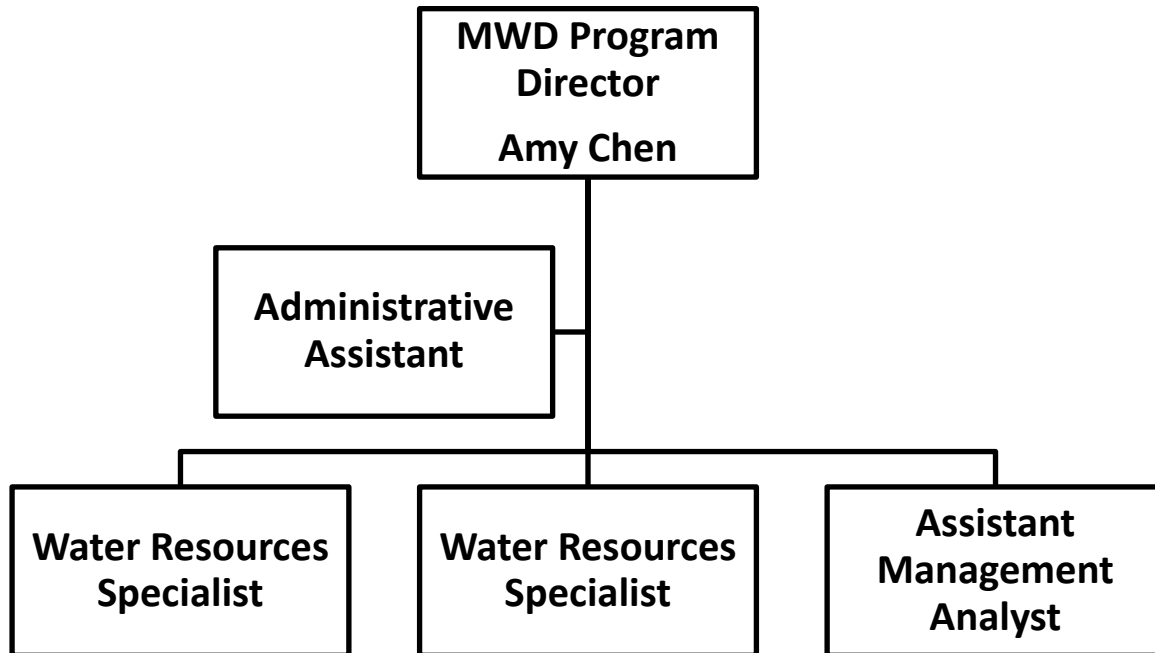 MWD Program
Director
Amy Chen
Administrative
Assistant
Water Resources
Specialist
Water Resources
Specialist
Assistant
Management
Analyst